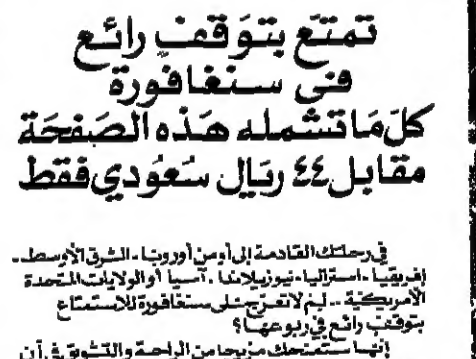 تمتع بتوقف رائع
في سنغافورة
كل ما تشمله هذه الصفحة
مقابل ٤٤ ريال سعودي فقط
في رحلتك القادمة إلى أو من أوروبا - الشرق الأوسط -
إفريقيا - استراليا - نيوزيلاندا - آسيا أو الولايات المتحدة
الأمريكية - لم لا تعرج على سنغافورة للاستمتاع
بتوقف رائع في ربوعها؟
إنها ستمنحك مزيجا من الراحة والتشويق في آن